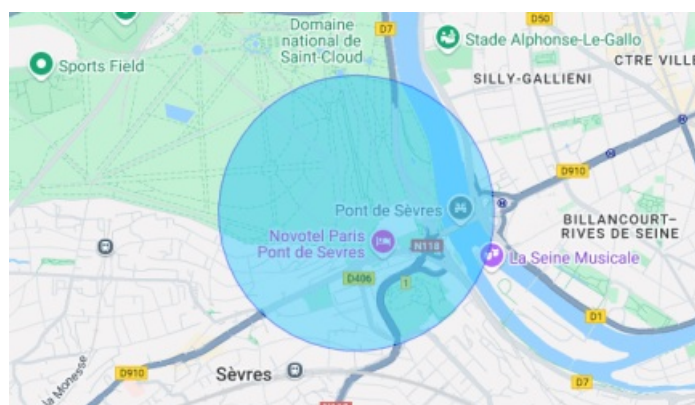 D50
Domaine
national de
Saint-Cloud
D7
Stade Alphonse-Le-Gallo
Sports Field
CTRE VILL
SILLY-GALLIENI
D910
Pont de Sèvres
BILLANCOURT–
RIVES DE SEINE
Novotel Paris
Pont de Sevres
N118
La Seine Musicale
D406
1
D1
D910
Sèvres
D7
la Monesse